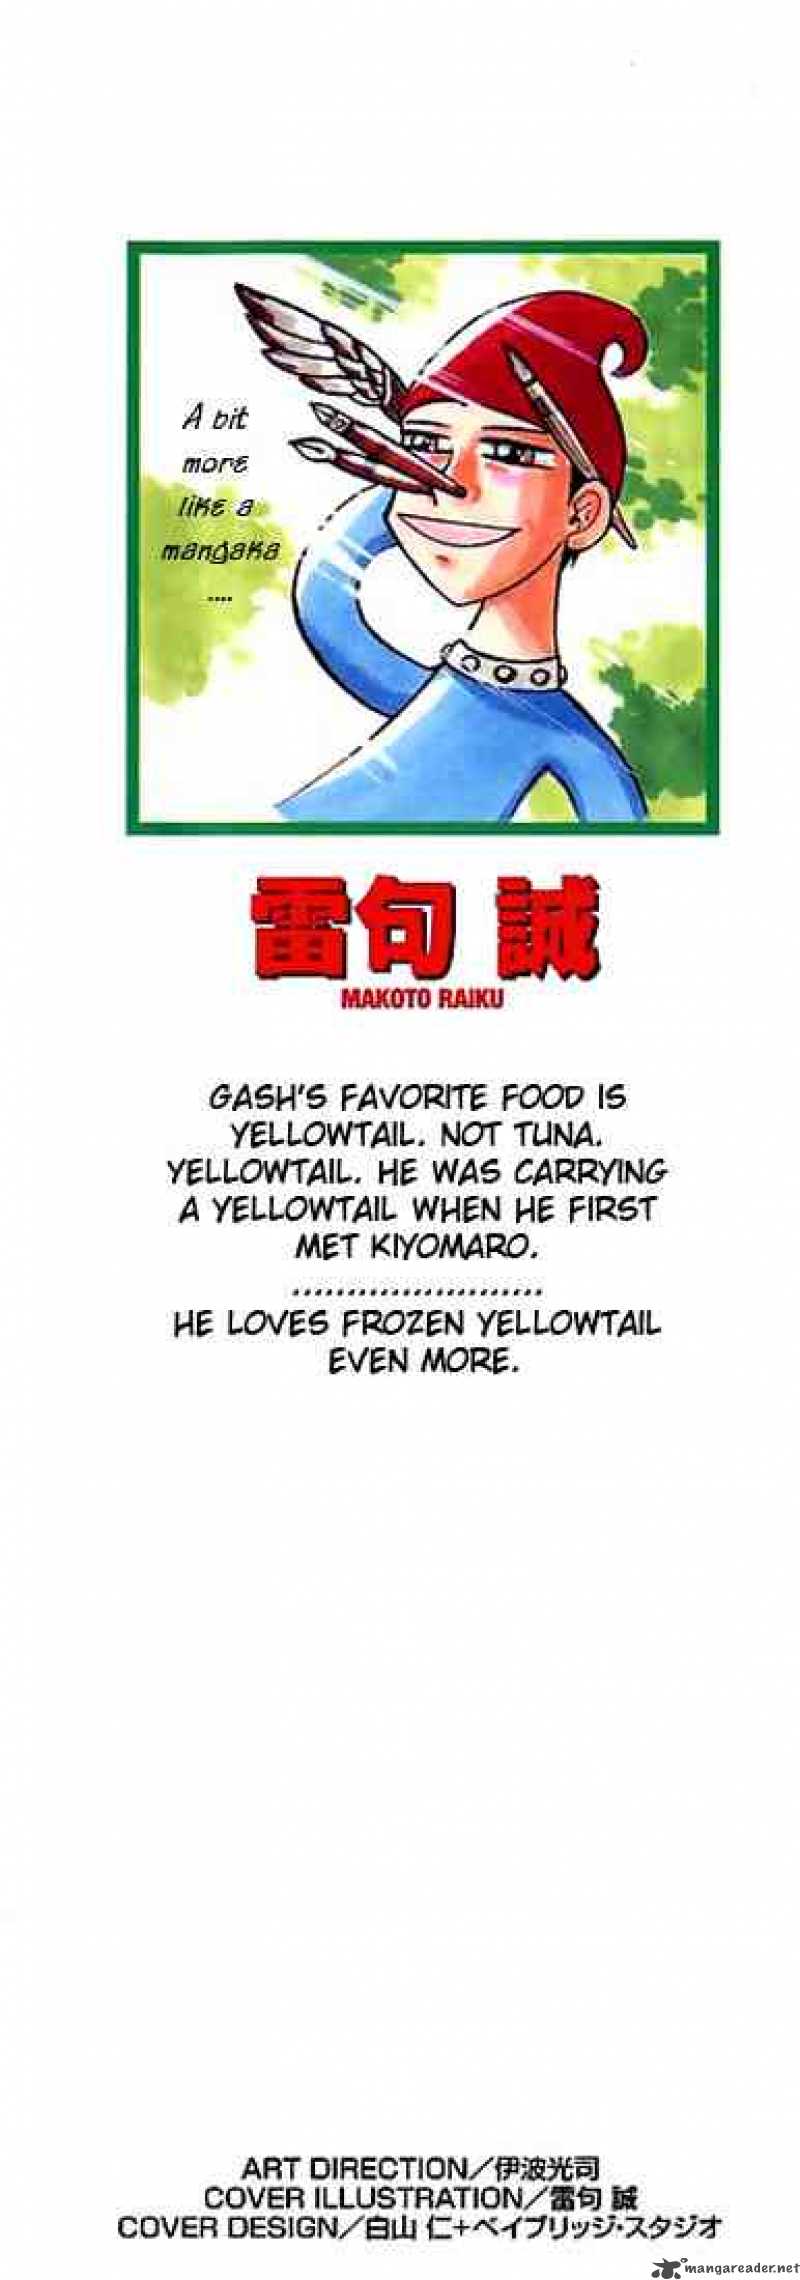 A bit
more
like a
mangaka
....
雷句 誠
MAKOTO RAIKU
GASH'S FAVORITE FOOD IS
YELLOWTAIL. NOT TUNA.
YELLOWTAIL. HE WAS CARRYING
A YELLOWTAIL WHEN HE FIRST
MET KIYOMARO.
........................
HE LOVES FROZEN YELLOWTAIL
EVEN MORE.
ART DIRECTION／伊波光司
COVER ILLUSTRATION／雷句 誠
COVER DESIGN／白山 仁+ベイブリッジ・スタジオ
mangareader.net